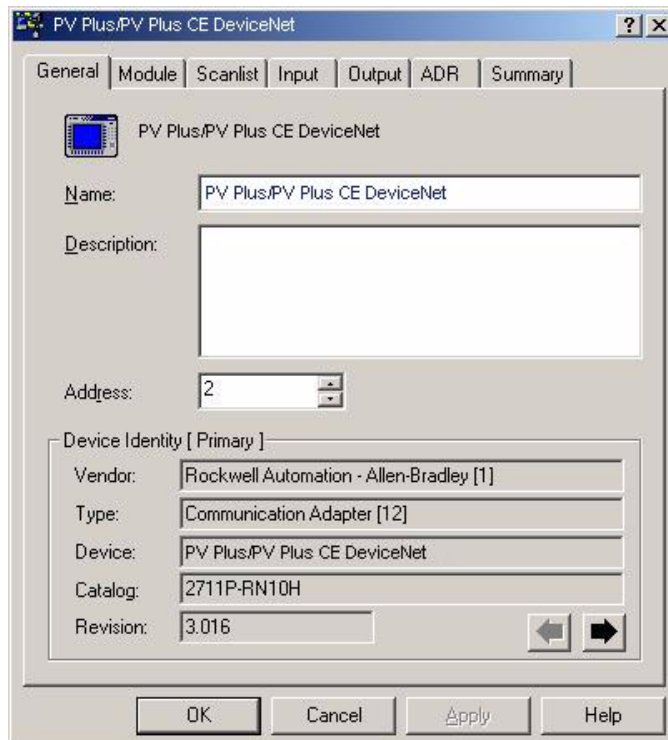 PV Plus/PV Plus CE DeviceNet
General Module Scanlist Input Output ADR Summary
PV Plus/PV Plus CE DeviceNet
Name: PV Plus/PV Plus CE DeviceNet
Description:
Address: 2
Device Identity [ Primary ]
Vendor: Rockwell Automation - Allen-Bradley [1]
Type: Communication Adapter [12]
Device: PV Plus/PV Plus CE DeviceNet
Catalog: 2711P-RN10H
Revision: 3.016
OK Cancel Apply Help